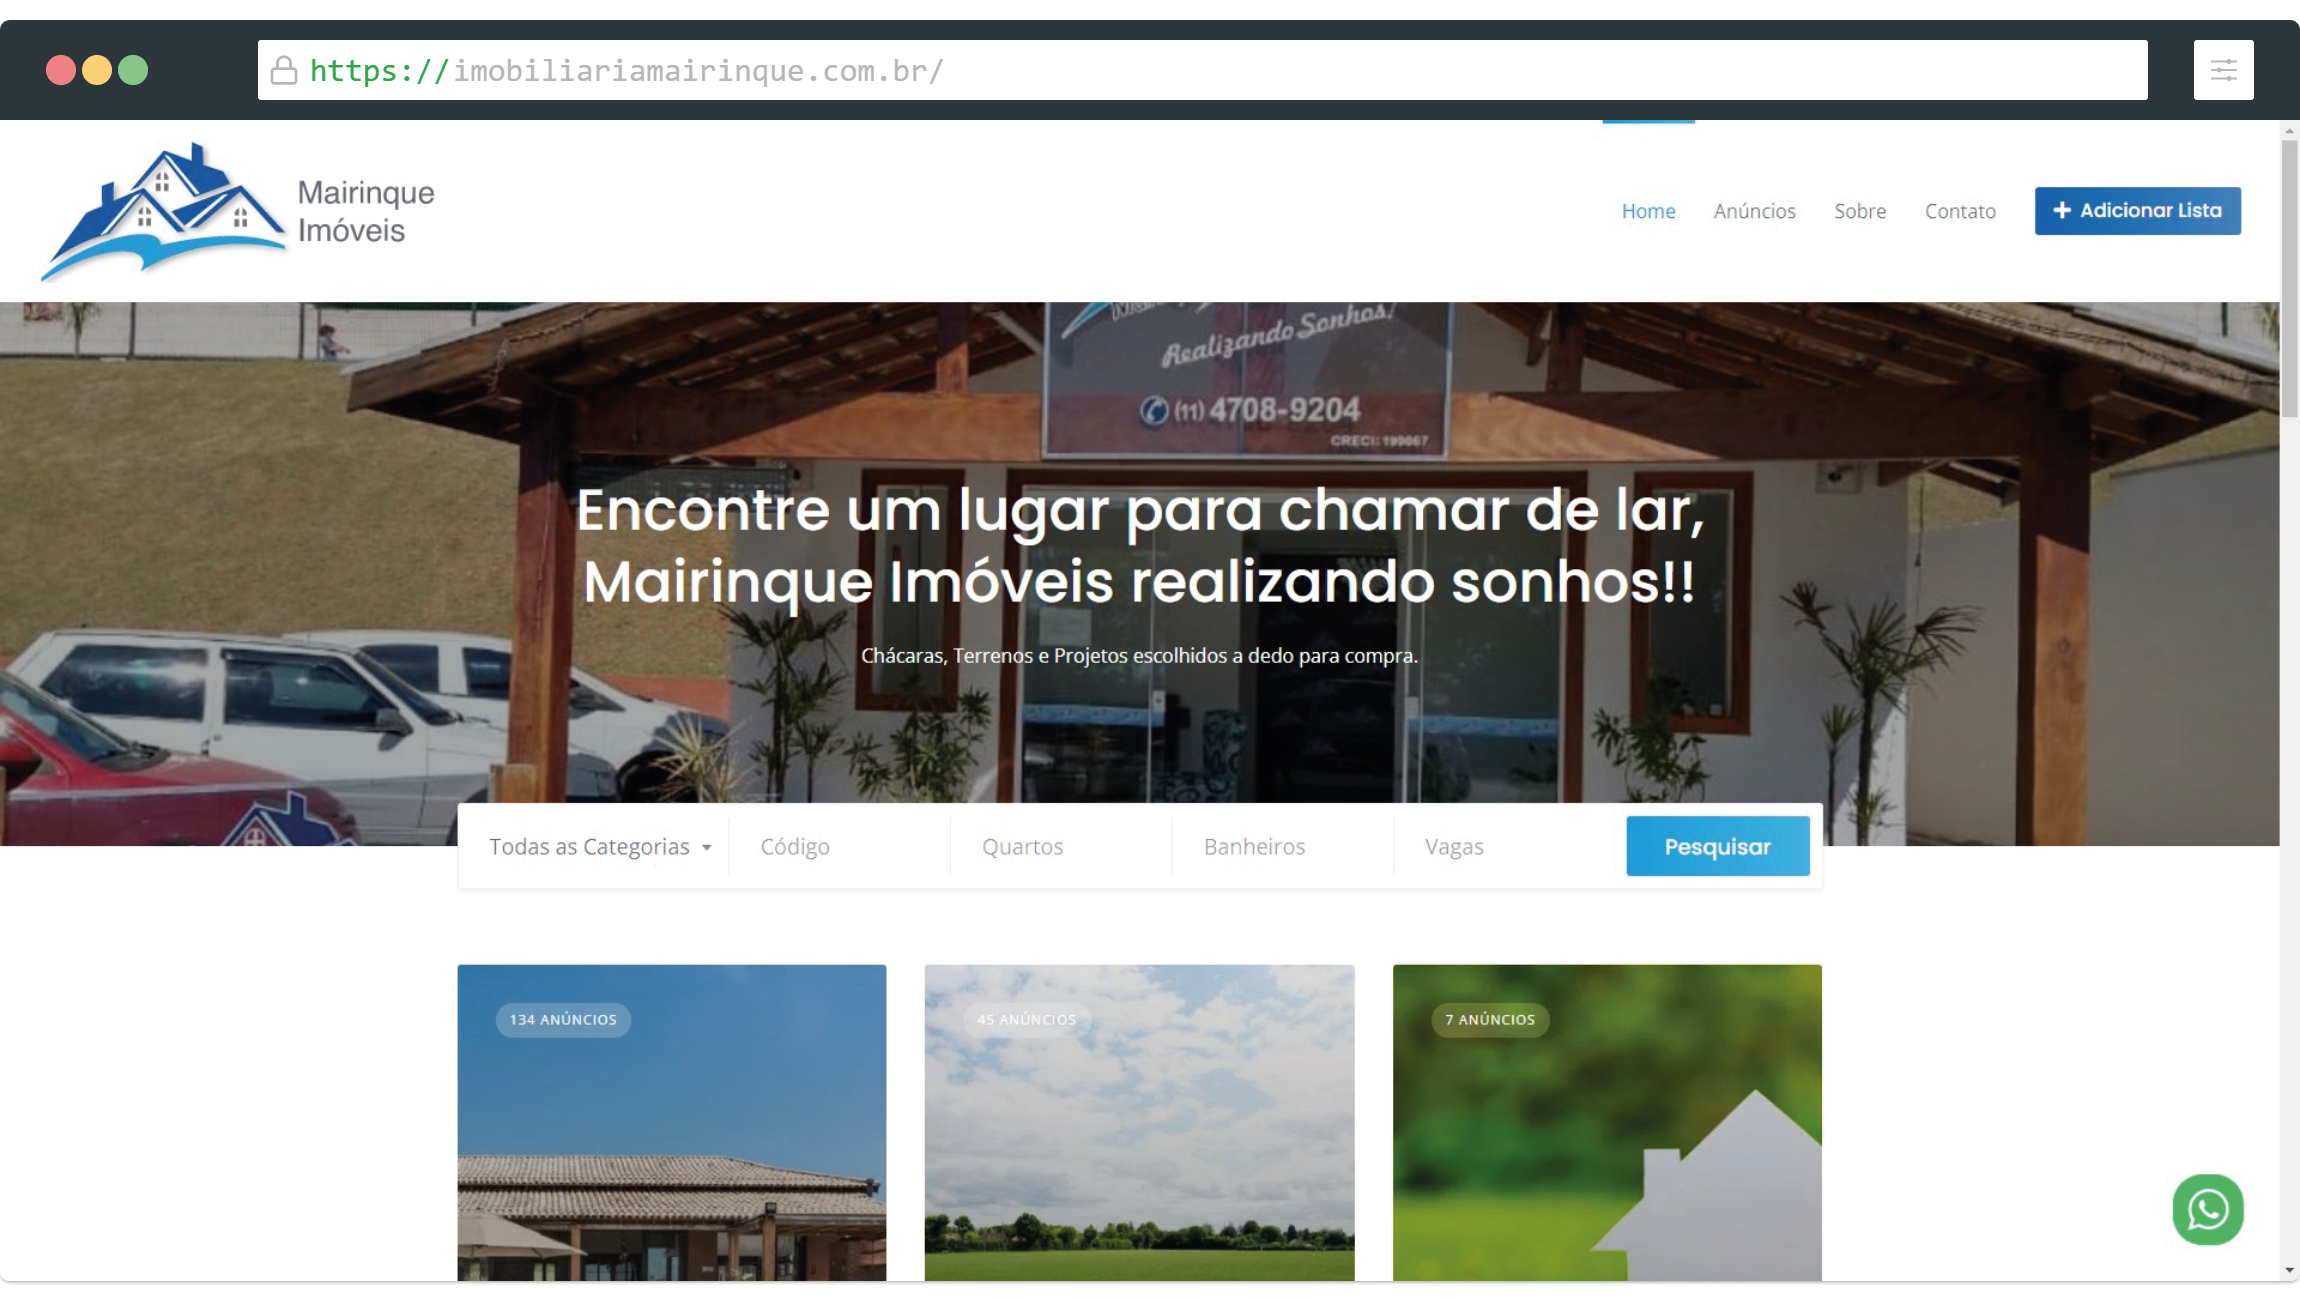 https://imobiliariamairinque.com.br/
Mairinque
Imóveis
Home
Anúncios
Sobre
Contato
+ Adicionar Lista
Realizando Sonhos!
(11) 4708-9204
CRECI: 199067
Encontre um lugar para chamar de lar,
Mairinque Imóveis realizando sonhos!!
Chácaras, Terrenos e Projetos escolhidos a dedo para compra.
Todas as Categorias
Código
Quartos
Banheiros
Vagas
Pesquisar
134 ANÚNCIOS
45 ANÚNCIOS
7 ANÚNCIOS